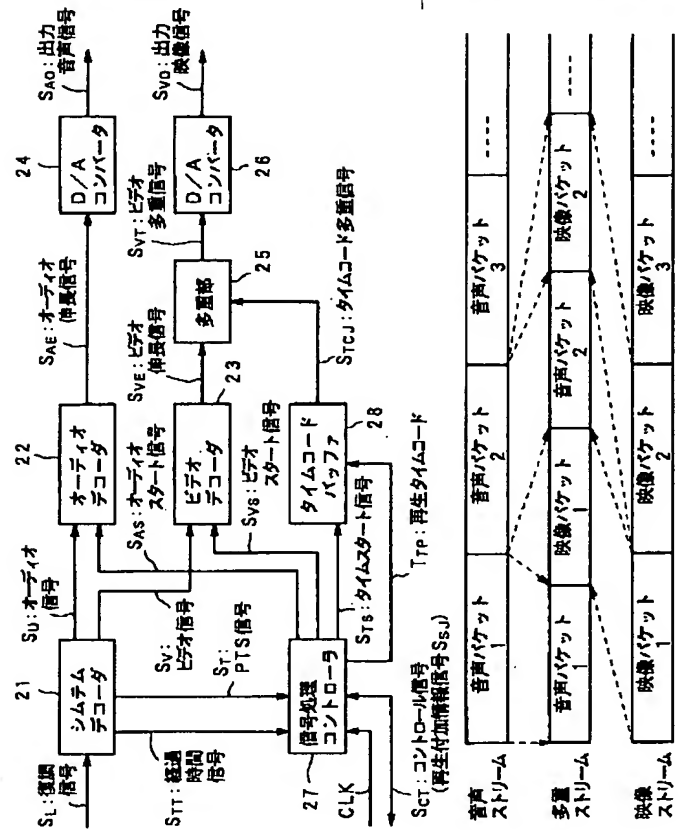 SL:復調
信号
21
シムテム
デコーダ
SU:オーディオ
信号
22
オーディオ
デコーダ
SAE:オーディオ
伸長信号
24
D/A
コンバータ
SAO:出力
音声信号
SAS:オーディオ
スタート信号
SV:
ビデオ信号
ST:
PTS信号
STT:経過
時間
信号
23
ビデオ
デコーダ
SVE:ビデオ
伸長信号
25
多重部
SVT:ビデオ
多重信号
26
D/A
コンバータ
SVO:出力
映像信号
SVS:ビデオ
スタート信号
27
信号処理
コントローラ
CLK
STS:タイムスタート信号
28
タイムコード
バッファ
STCJ:タイムコード多重信号
TTP:再生タイムコード
SCT:コントロール信号
(再生付加情報信号SSJ)
音声
ストリーム
音声パケット
1
音声パケット
2
音声パケット
3
-----
多重
ストリーム
音声パケット
1
映像パケット
1
音声パケット
2
映像パケット
2
-----
映像
ストリーム
映像パケット
1
映像パケット
2
映像パケット
3
-----